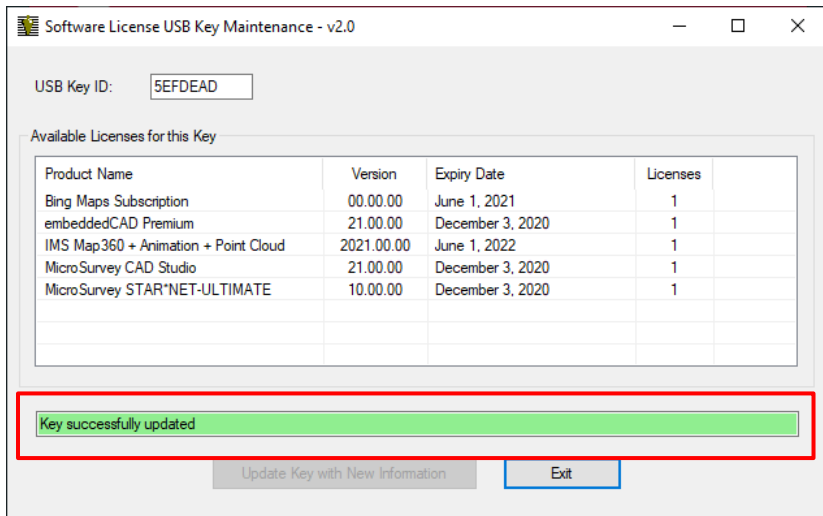 Software License USB Key Maintenance - v2.0
USB Key ID: 5EFDEAD
Available Licenses for this Key
Product Name Version Expiry Date Licenses
Bing Maps Subscription 00.00.00 June 1, 2021 1
embeddedCAD Premium 21.00.00 December 3, 2020 1
IMS Map360 + Animation + Point Cloud 2021.00.00 June 1, 2022 1
MicroSurvey CAD Studio 21.00.00 December 3, 2020 1
MicroSurvey STAR*NET-ULTIMATE 10.00.00 December 3, 2020 1
Key successfully updated
Update Key with New Information Exit